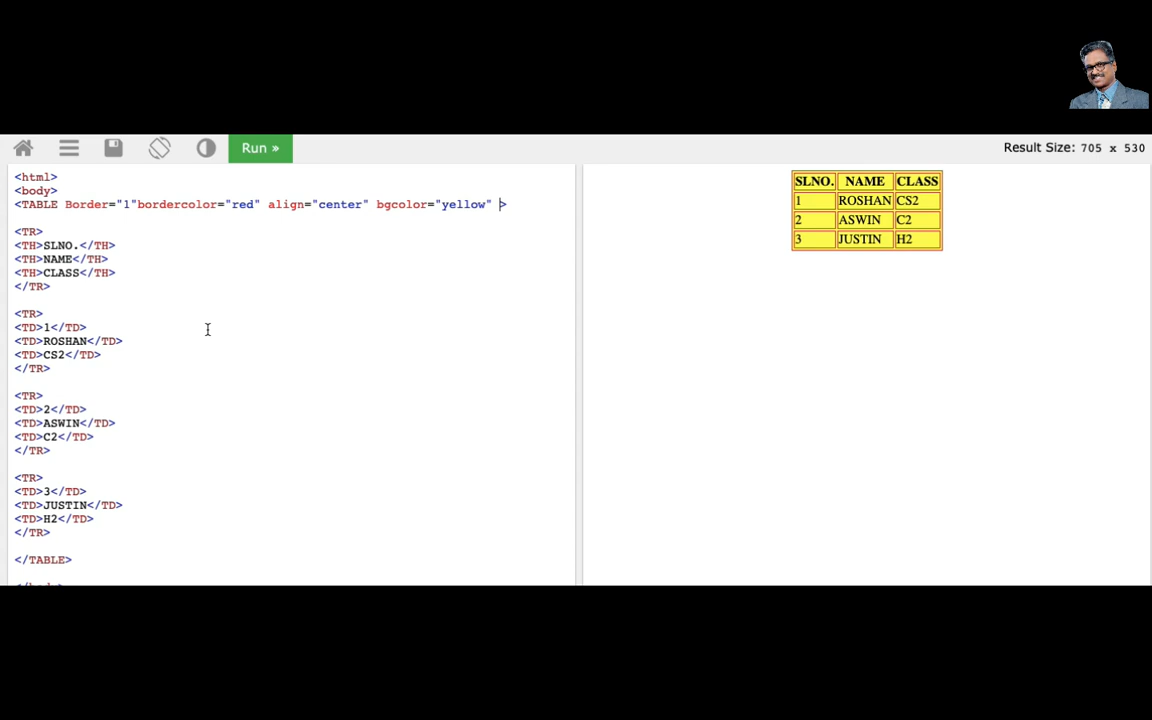 Run »
Result Size: 705 x 530
<html>
<body>
<TABLE Border="1"bordercolor="red" align="center" bgcolor="yellow" >
<TR>
<TH>SLNO.</TH>
<TH>NAME</TH>
<TH>CLASS</TH>
</TR>
<TR>
<TD>1</TD>
<TD>ROSHAN</TD>
<TD>CS2</TD>
</TR>
<TR>
<TD>2</TD>
<TD>ASWIN</TD>
<TD>C2</TD>
</TR>
<TR>
<TD>3</TD>
<TD>JUSTIN</TD>
<TD>H2</TD>
</TR>
</TABLE>
SLNO. NAME CLASS
1 ROSHAN CS2
2 ASWIN C2
3 JUSTIN H2